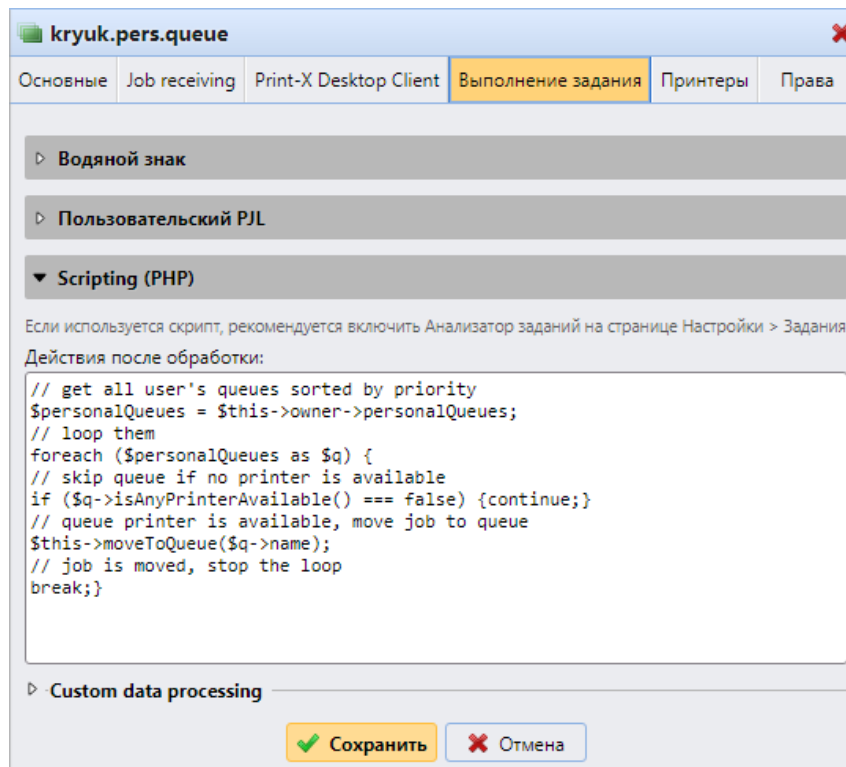 kryuk.pers.queue
Основные Job receiving Print-X Desktop Client Выполнение задания Принтеры Права
Водяной знак
Пользовательский PJL
Scripting (PHP)
Если используется скрипт, рекомендуется включить Анализатор заданий на странице Настройки > Задания
Действия после обработки:
// get all user's queues sorted by priority
$personalQueues = $this->owner->personalQueues;
// loop them
foreach ($personalQueues as $q) {
// skip queue if no printer is available
if ($q->isAnyPrinterAvailable() === false) {continue;}
// queue printer is available, move job to queue
$this->moveToQueue($q->name);
// job is moved, stop the loop
break;}
Custom data processing
Сохранить Отмена